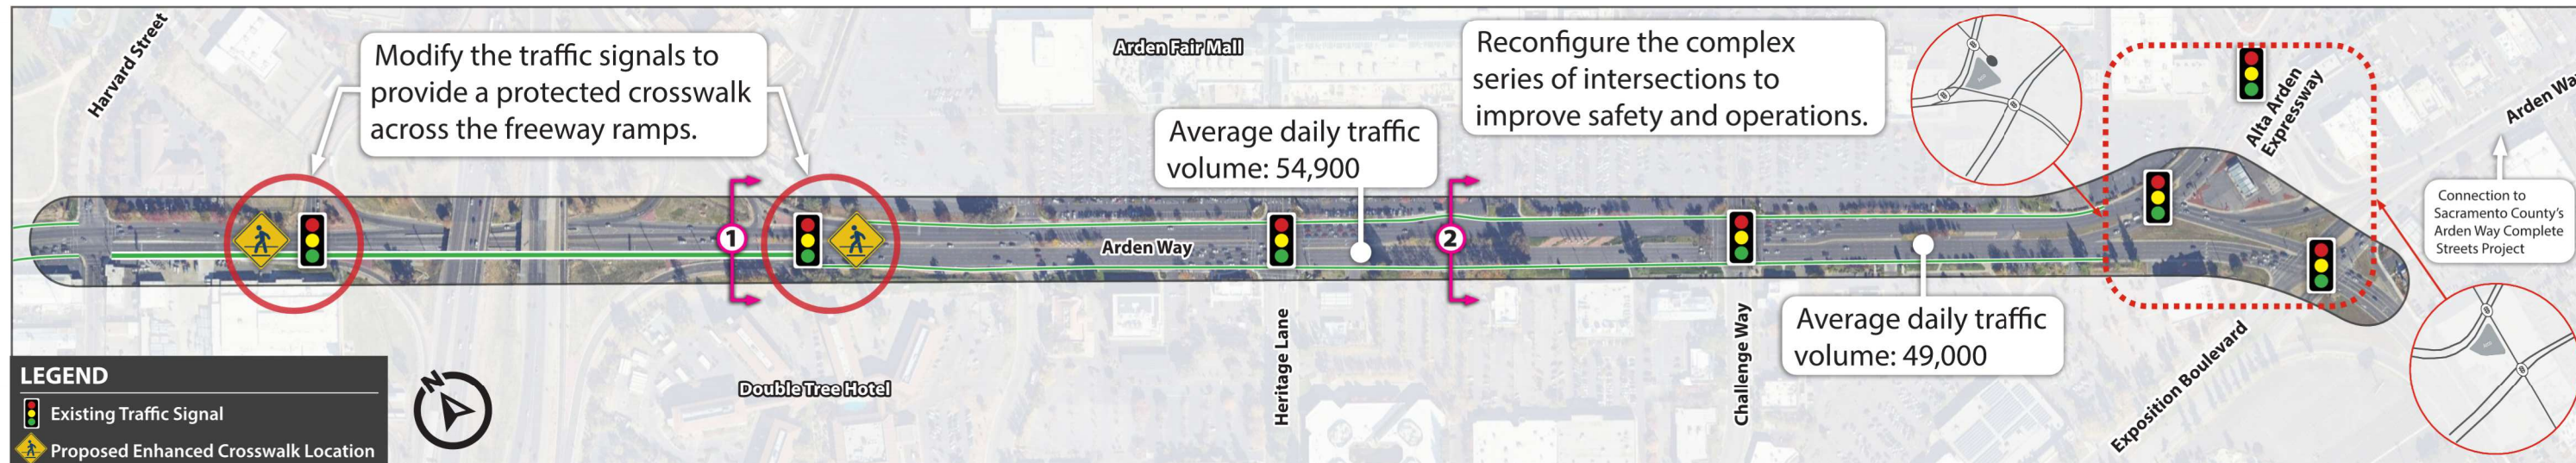 Harvard Street
Modify the traffic signals to
provide a protected crosswalk
across the freeway ramps.
Arden Fair Mall
Average daily traffic
volume: 54,900
Reconfigure the complex
series of intersections to
improve safety and operations.
Alta Arden
Expressway
Arden Wa
Connection to
Sacramento County's
Arden Way Complete
Streets Project
1
Arden Way
2
Double Tree Hotel
Heritage Lane
Challenge Way
Average daily traffic
volume: 49,000
Exposition Boulevard
LEGEND
Existing Traffic Signal
Proposed Enhanced Crosswalk Location
N